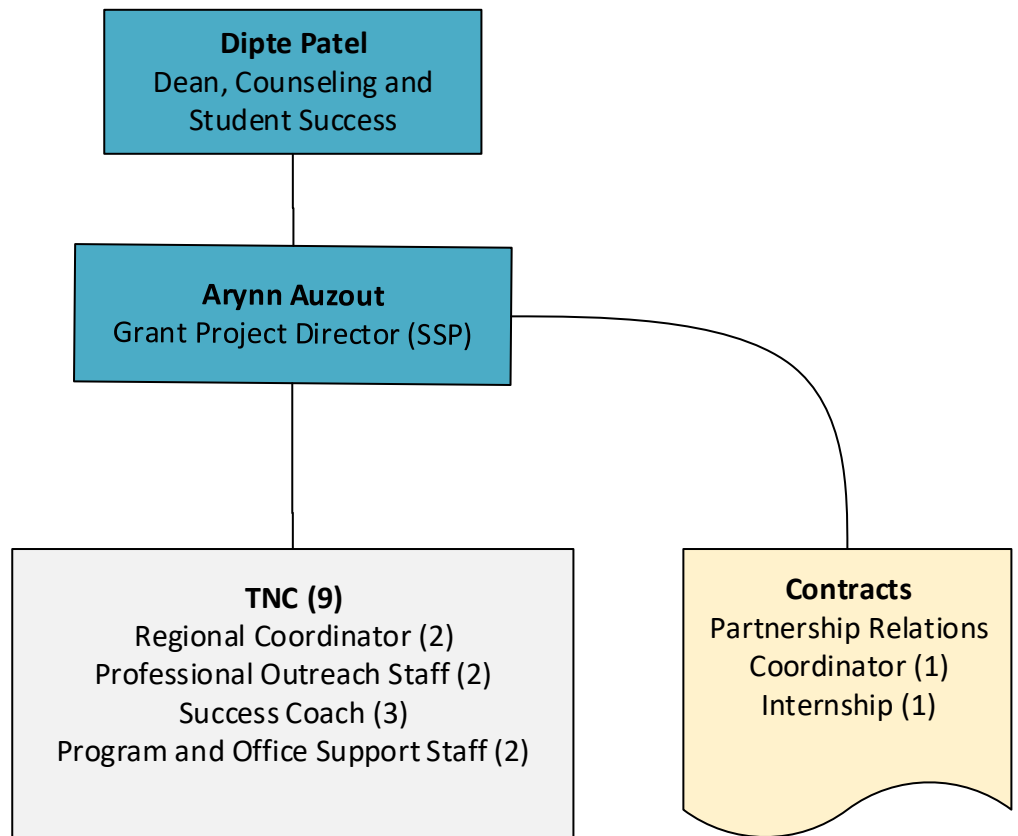 Dipte Patel
Dean, Counseling and
Student Success
Arynn Auzout
Grant Project Director (SSP)
TNC (9)
Regional Coordinator (2)
Professional Outreach Staff (2)
Success Coach (3)
Program and Office Support Staff (2)
Contracts
Partnership Relations
Coordinator (1)
Internship (1)